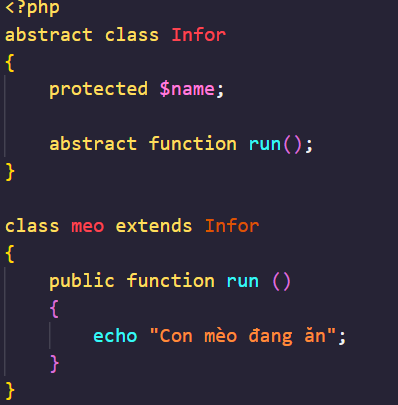 <?php
abstract class Infor
{
    protected $name;
    abstract function run();
}
class meo extends Infor
{
    public function run ()
    {
        echo "Con mèo đang ăn";
    }
}